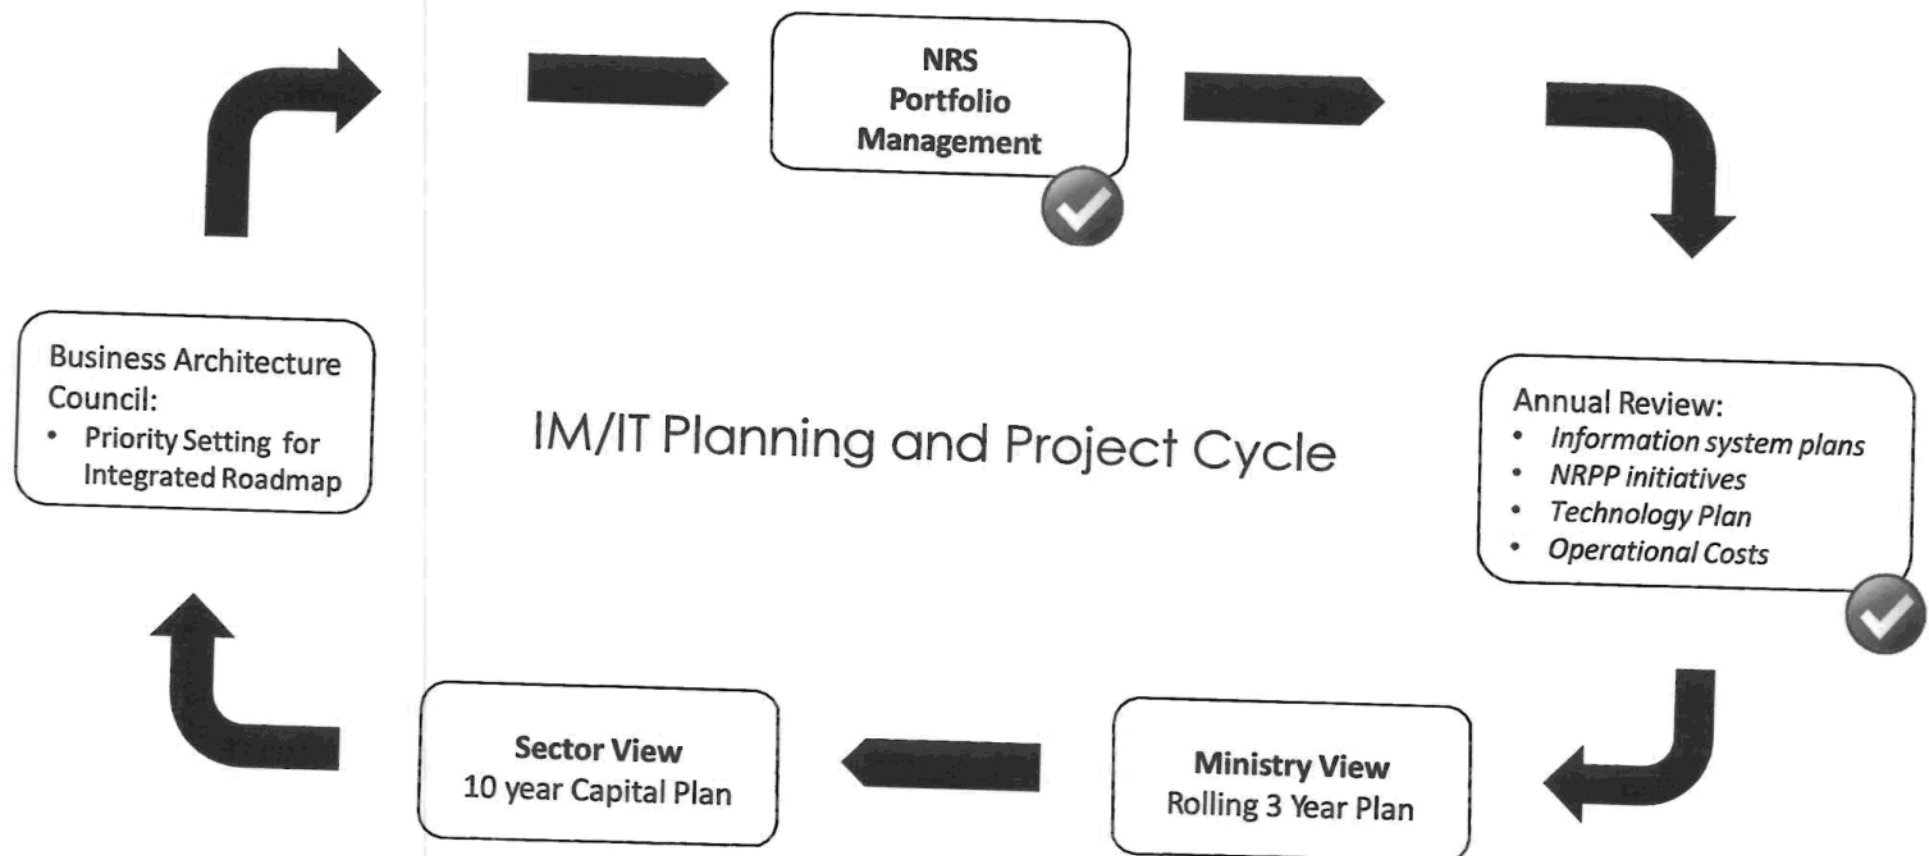 NRS
Portfolio
Management
Business Architecture
Council:
• Priority Setting for
Integrated Roadmap
IM/IT Planning and Project Cycle
Annual Review:
• Information system plans
• NRPP initiatives
• Technology Plan
• Operational Costs
Sector View
10 year Capital Plan
Ministry View
Rolling 3 Year Plan